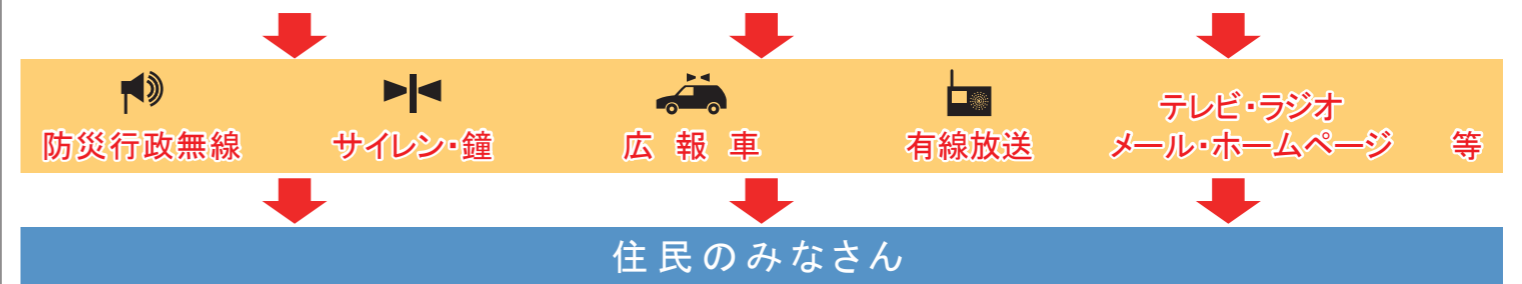 防災行政無線
サイレン・鐘
広報車
有線放送
テレビ・ラジオ
メール・ホームページ 等
住民のみなさん